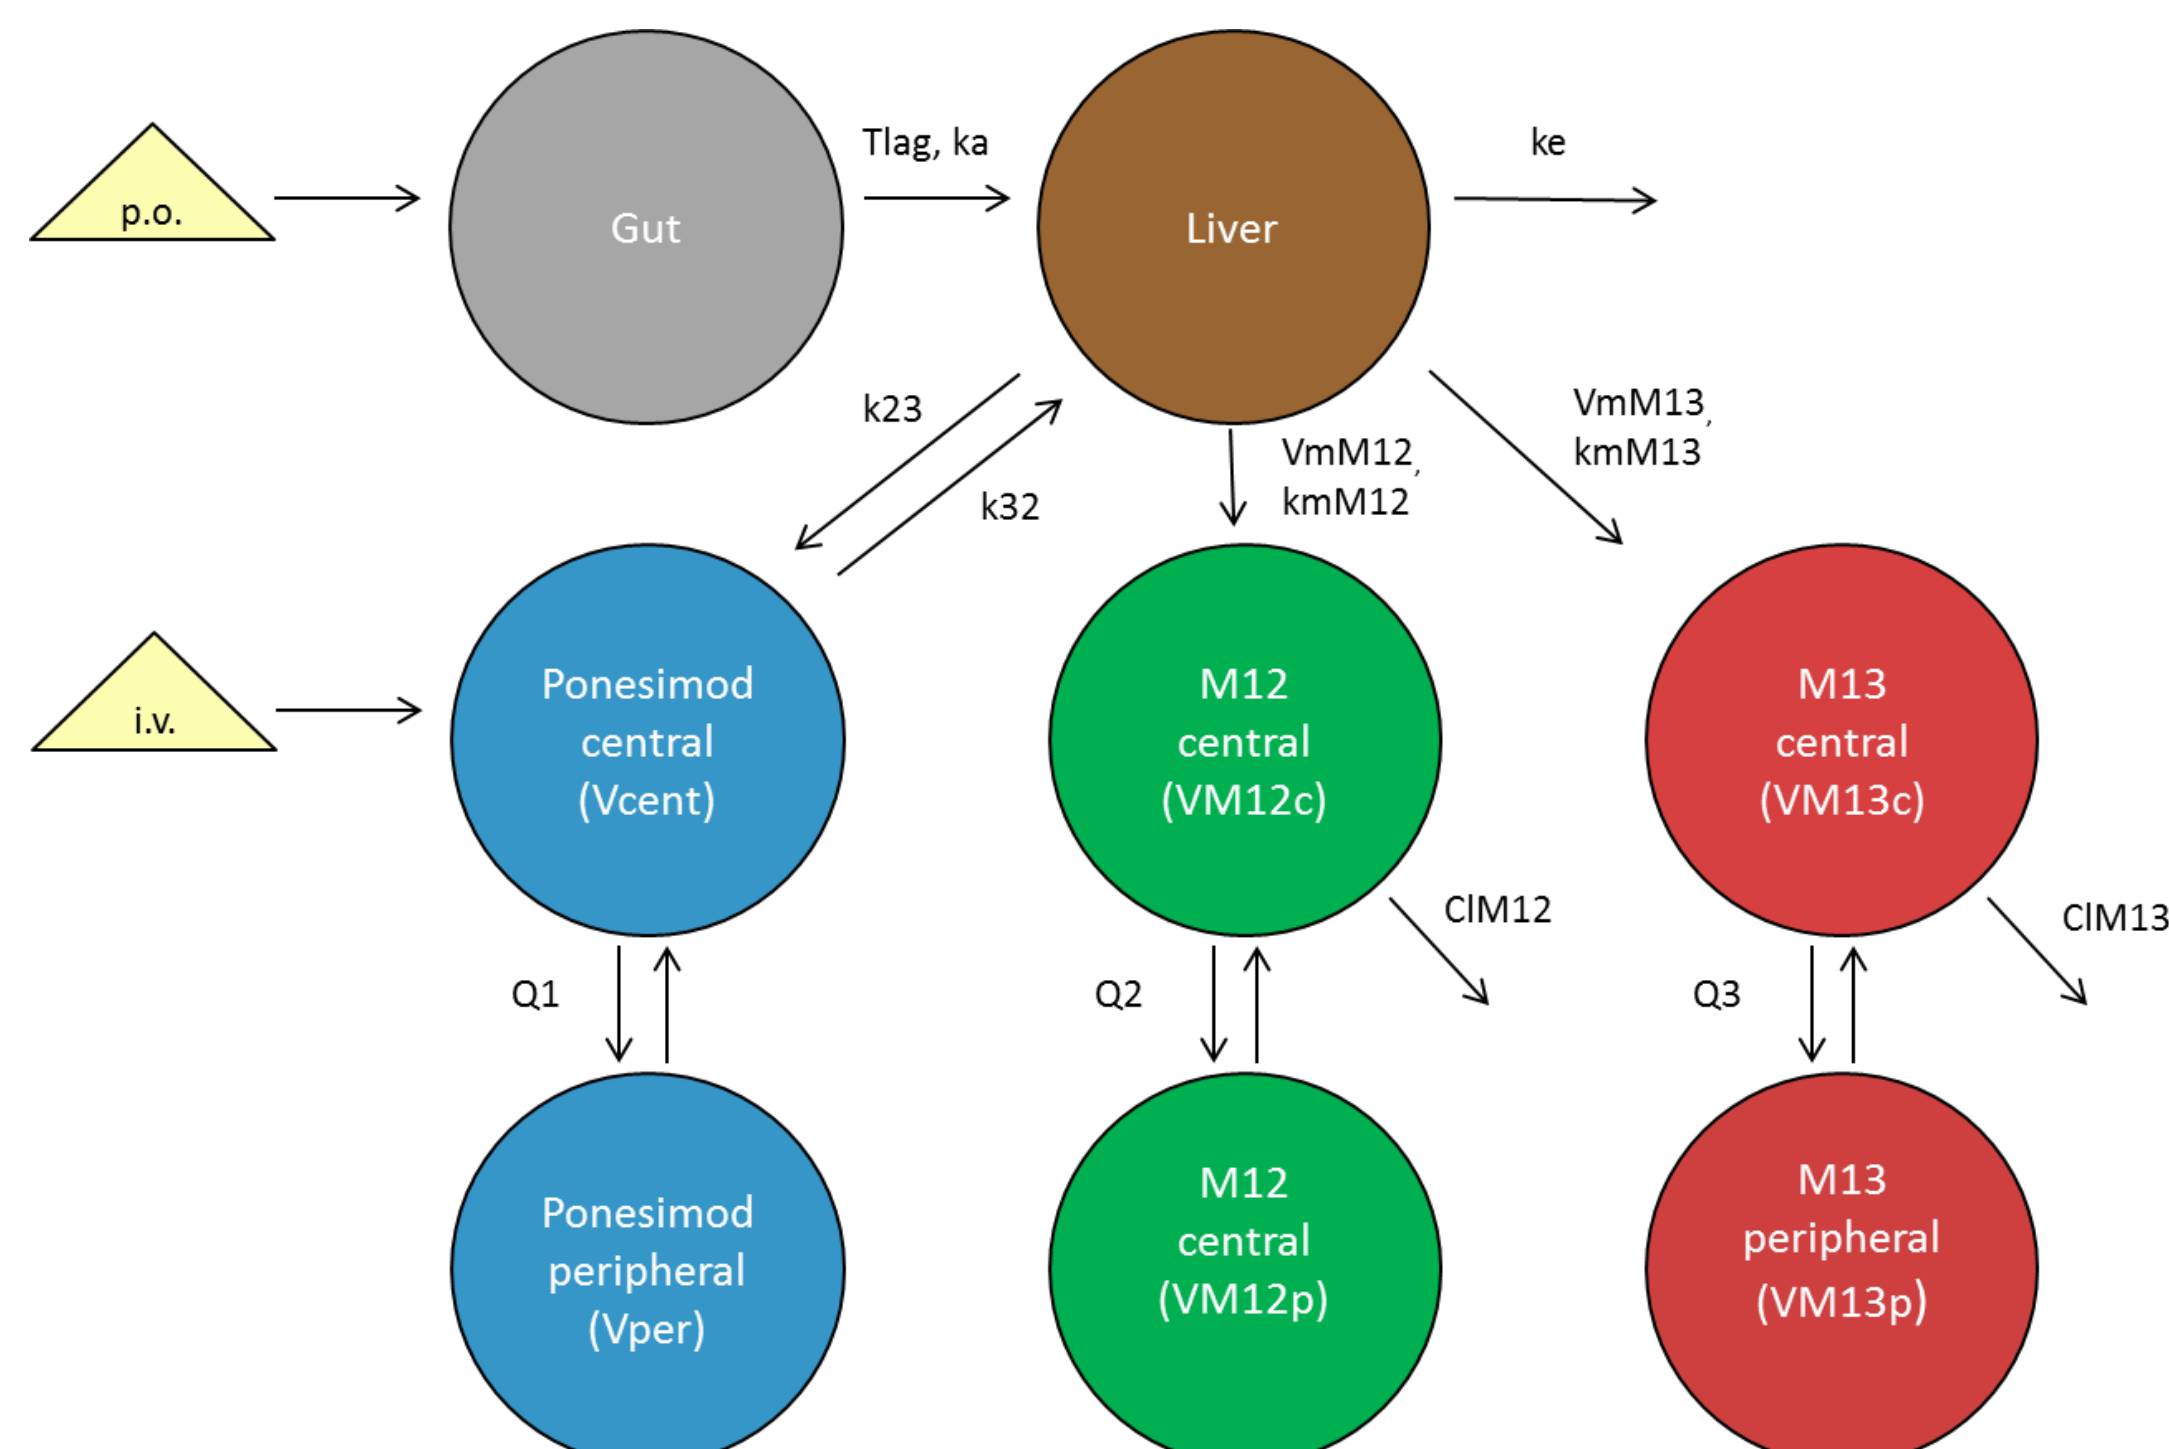 p.o.
Gut
Tlag, ka
Liver
ke
k23
k32
VmM12,
kmM12
VmM13,
kmM13
i.v.
Ponesimod
central
(Vcent)
M12
central
(VM12c)
M13
central
(VM13c)
ClM12
ClM13
Q1
Q2
Q3
Ponesimod
peripheral
(Vper)
M12
central
(VM12p)
M13
peripheral
(VM13p)